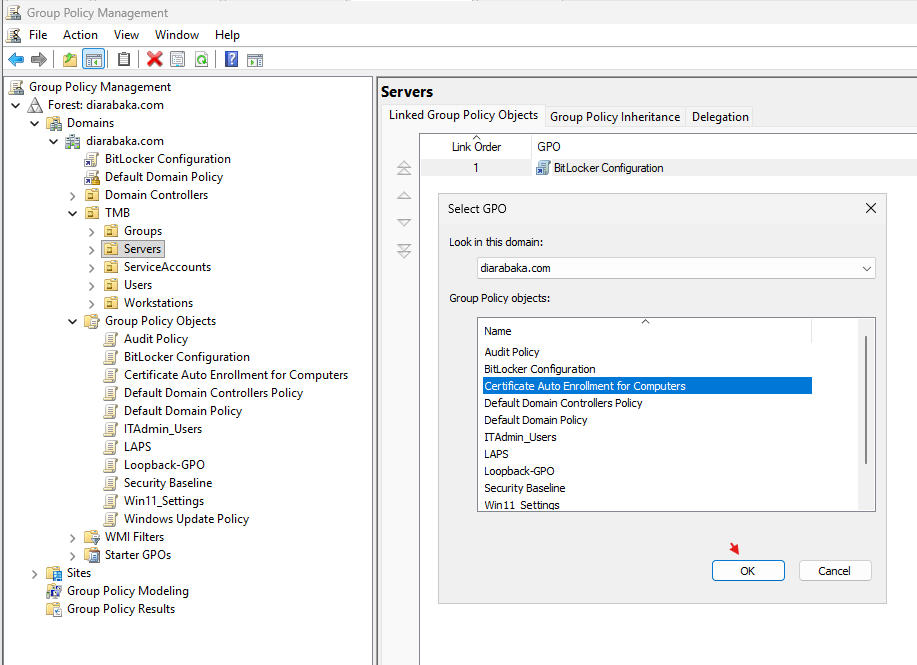 Group Policy Management
File Action View Window Help
Group Policy Management
Forest: diarabaka.com
Domains
diarabaka.com
BitLocker Configuration
Default Domain Policy
Domain Controllers
TMB
Groups
Servers
ServiceAccounts
Users
Workstations
Group Policy Objects
Audit Policy
BitLocker Configuration
Certificate Auto Enrollment for Computers
Default Domain Controllers Policy
Default Domain Policy
ITAdmin_Users
LAPS
Loopback-GPO
Security Baseline
Win11_Settings
Windows Update Policy
WMI Filters
Starter GPOs
Sites
Group Policy Modeling
Group Policy Results
Servers
Linked Group Policy Objects Group Policy Inheritance Delegation
Link Order GPO
1 BitLocker Configuration
Select GPO
Look in this domain:
diarabaka.com
Group Policy objects:
Name
Audit Policy
BitLocker Configuration
Certificate Auto Enrollment for Computers
Default Domain Controllers Policy
Default Domain Policy
ITAdmin_Users
LAPS
Loopback-GPO
Security Baseline
Win11_Settings
OK Cancel